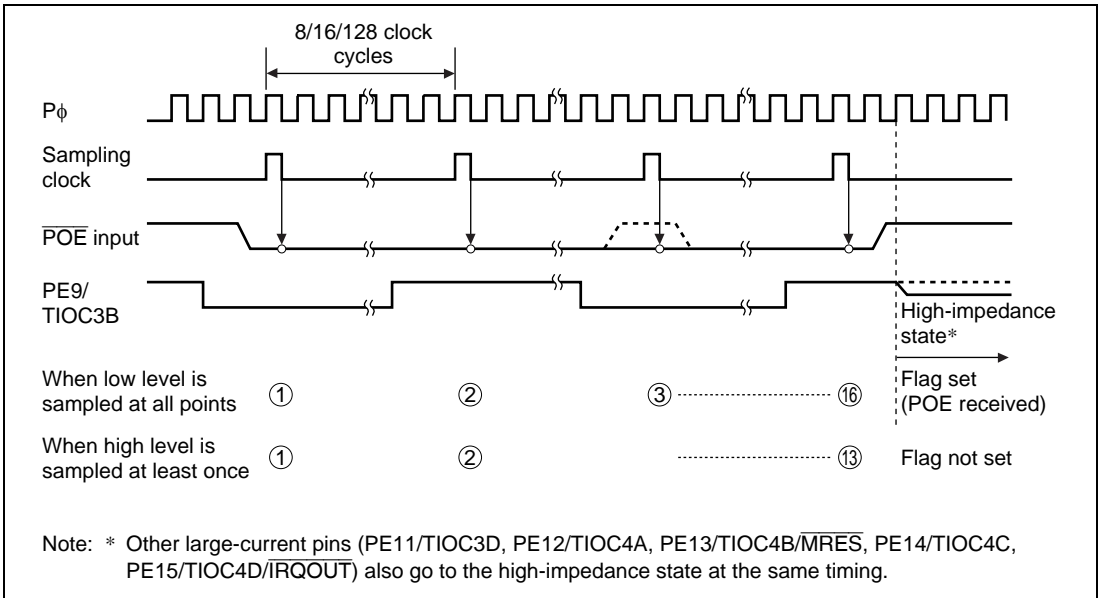 8/16/128 clock
cycles
Pϕ
Sampling
clock
POE input
PE9/
TIOC3B
High-impedance
state*
When low level is
sampled at all points
① ② ③ ⑯
Flag set
(POE received)
When high level is
sampled at least once
① ② ⑬
Flag not set
Note: * Other large-current pins (PE11/TIOC3D, PE12/TIOC4A, PE13/TIOC4B/MRES, PE14/TIOC4C,
PE15/TIOC4D/IRQOUT) also go to the high-impedance state at the same timing.